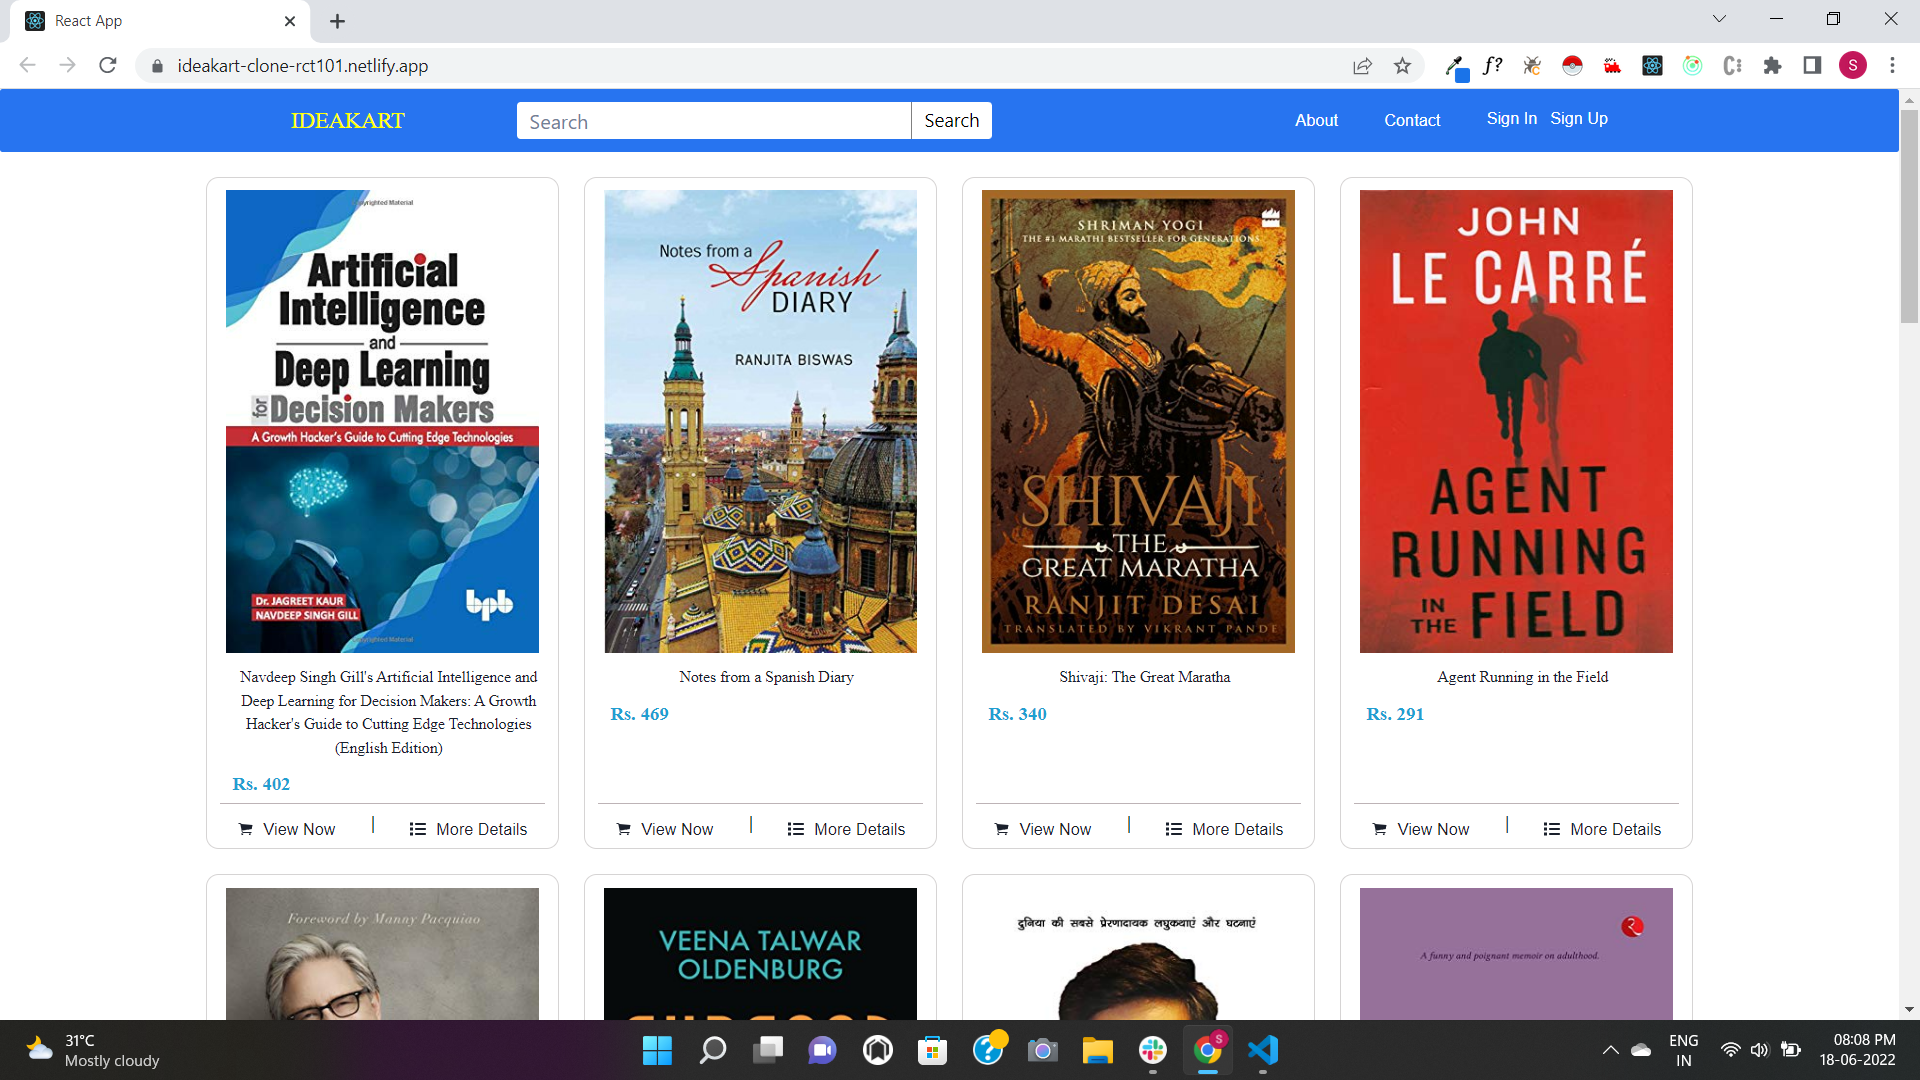 React App
ideakart-clone-rct101.netlify.app
f?
S
IDEAKART
Search
Search
About
Contact
Sign In
Sign Up
Copyrighted Material
Artificial
Intelligence
and
Deep Learning
for Decision Makers
A Growth Hacker's Guide to Cutting Edge Technologies
Dr. JAGREET KAUR
NAVDEEP SINGH GILL
bpb
Copyrighted Material
Navdeep Singh Gill's Artificial Intelligence and
Deep Learning for Decision Makers: A Growth
Hacker's Guide to Cutting Edge Technologies
(English Edition)
Rs. 402
View Now
More Details
Notes from a
Spanish
DIARY
RANJITA BISWAS
Notes from a Spanish Diary
Rs. 469
View Now
More Details
SHRIMAN YOGI
THE #1 MARATHI BESTSELLER FOR GENERATIONS
SHIVAJI
THE
GREAT MARATHA
RANJIT DESAI
TRANSLATED BY VIKRANT PANDE
Shivaji: The Great Maratha
Rs. 340
View Now
More Details
JOHN
LE CARRÉ
AGENT
RUNNING
IN THE FIELD
Agent Running in the Field
Rs. 291
View Now
More Details
Foreword by Manny Pacquiao
VEENA TALWAR
OLDENBURG
दुनिया की सबसे प्रेरणादायक लघुकथाएं और घटनाएं
A funny and poignant memoir on adulthood.
31°C
Mostly cloudy
S
ENG
IN
08:08 PM
18-06-2022